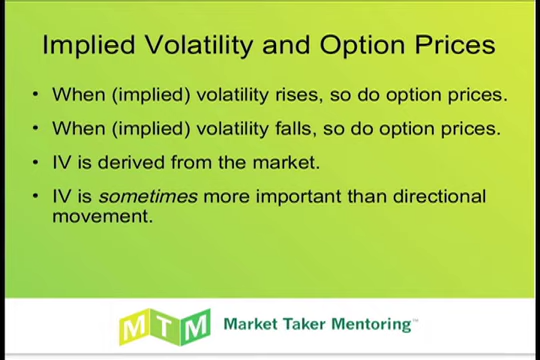 Implied Volatility and Option Prices
• When (implied) volatility rises, so do option prices.
• When (implied) volatility falls, so do option prices.
• IV is derived from the market.
• IV is sometimes more important than directional
movement.
MTM Market Taker Mentoring™